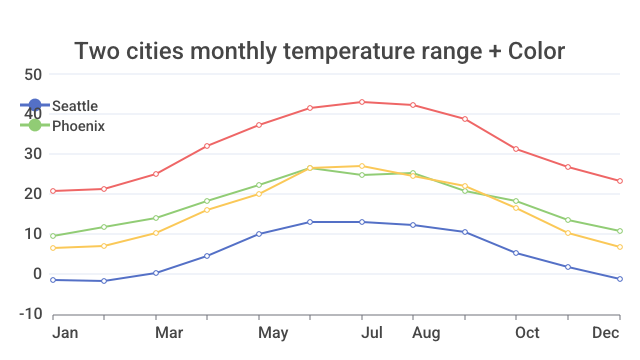 Two cities monthly temperature range + Color
50
Seattle
40
Phoenix
30
20
10
0
-10
Jan Mar May Jul Aug Oct Dec